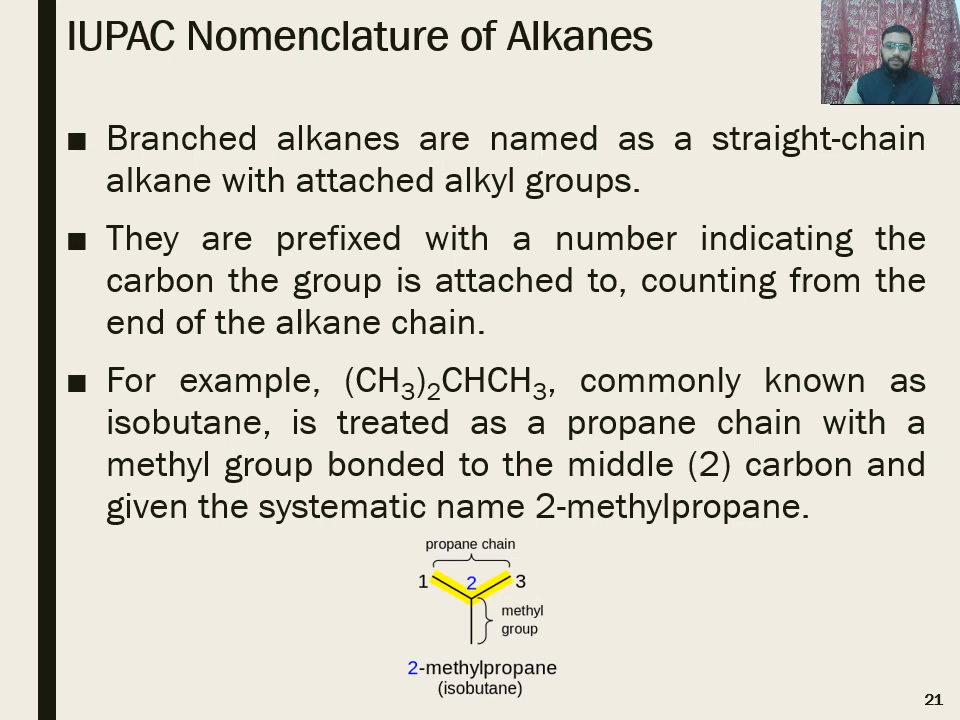 IUPAC Nomenclature of Alkanes
■ Branched alkanes are named as a straight-chain
alkane with attached alkyl groups.
■ They are prefixed with a number indicating the
carbon the group is attached to, counting from the
end of the alkane chain.
■ For example, (CH₃)₂CHCH₃, commonly known as
isobutane, is treated as a propane chain with a
methyl group bonded to the middle (2) carbon and
given the systematic name 2-methylpropane.
propane chain
1 2 3
methyl
group
2-methylpropane
(isobutane)
21